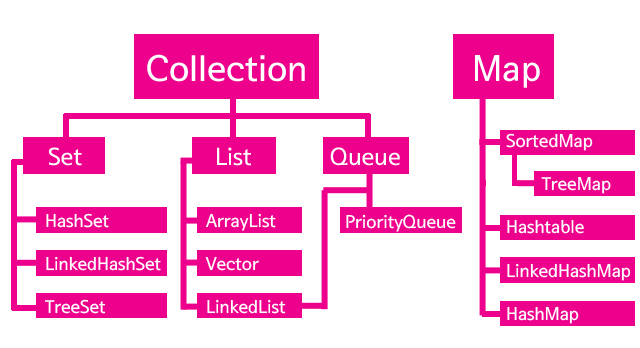 Collection
Map
Set
List
Queue
SortedMap
TreeMap
HashSet
ArrayList
PriorityQueue
Hashtable
LinkedHashSet
Vector
LinkedHashMap
TreeSet
LinkedList
HashMap